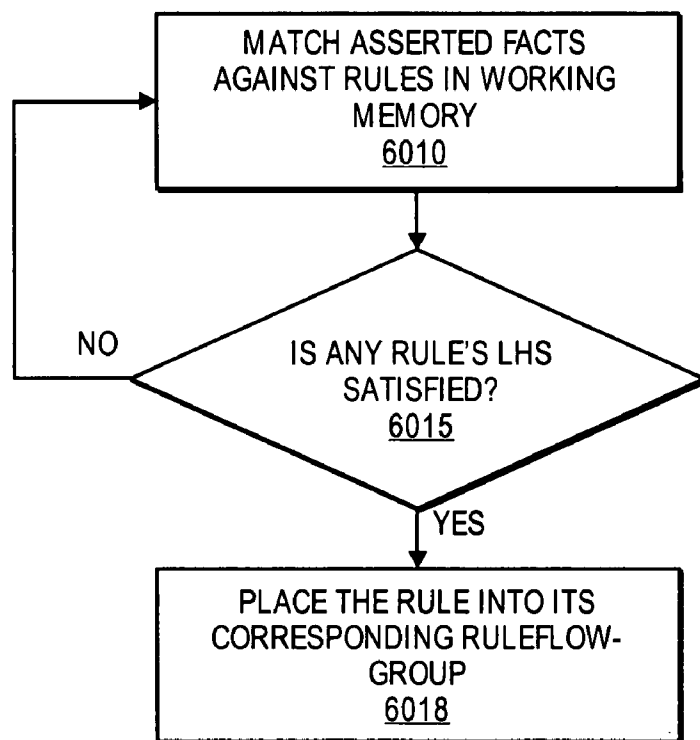 MATCH ASSERTED FACTS
AGAINST RULES IN WORKING
MEMORY
6010
NO
IS ANY RULE'S LHS
SATISFIED?
6015
YES
PLACE THE RULE INTO ITS
CORRESPONDING RULEFLOW-
GROUP
6018